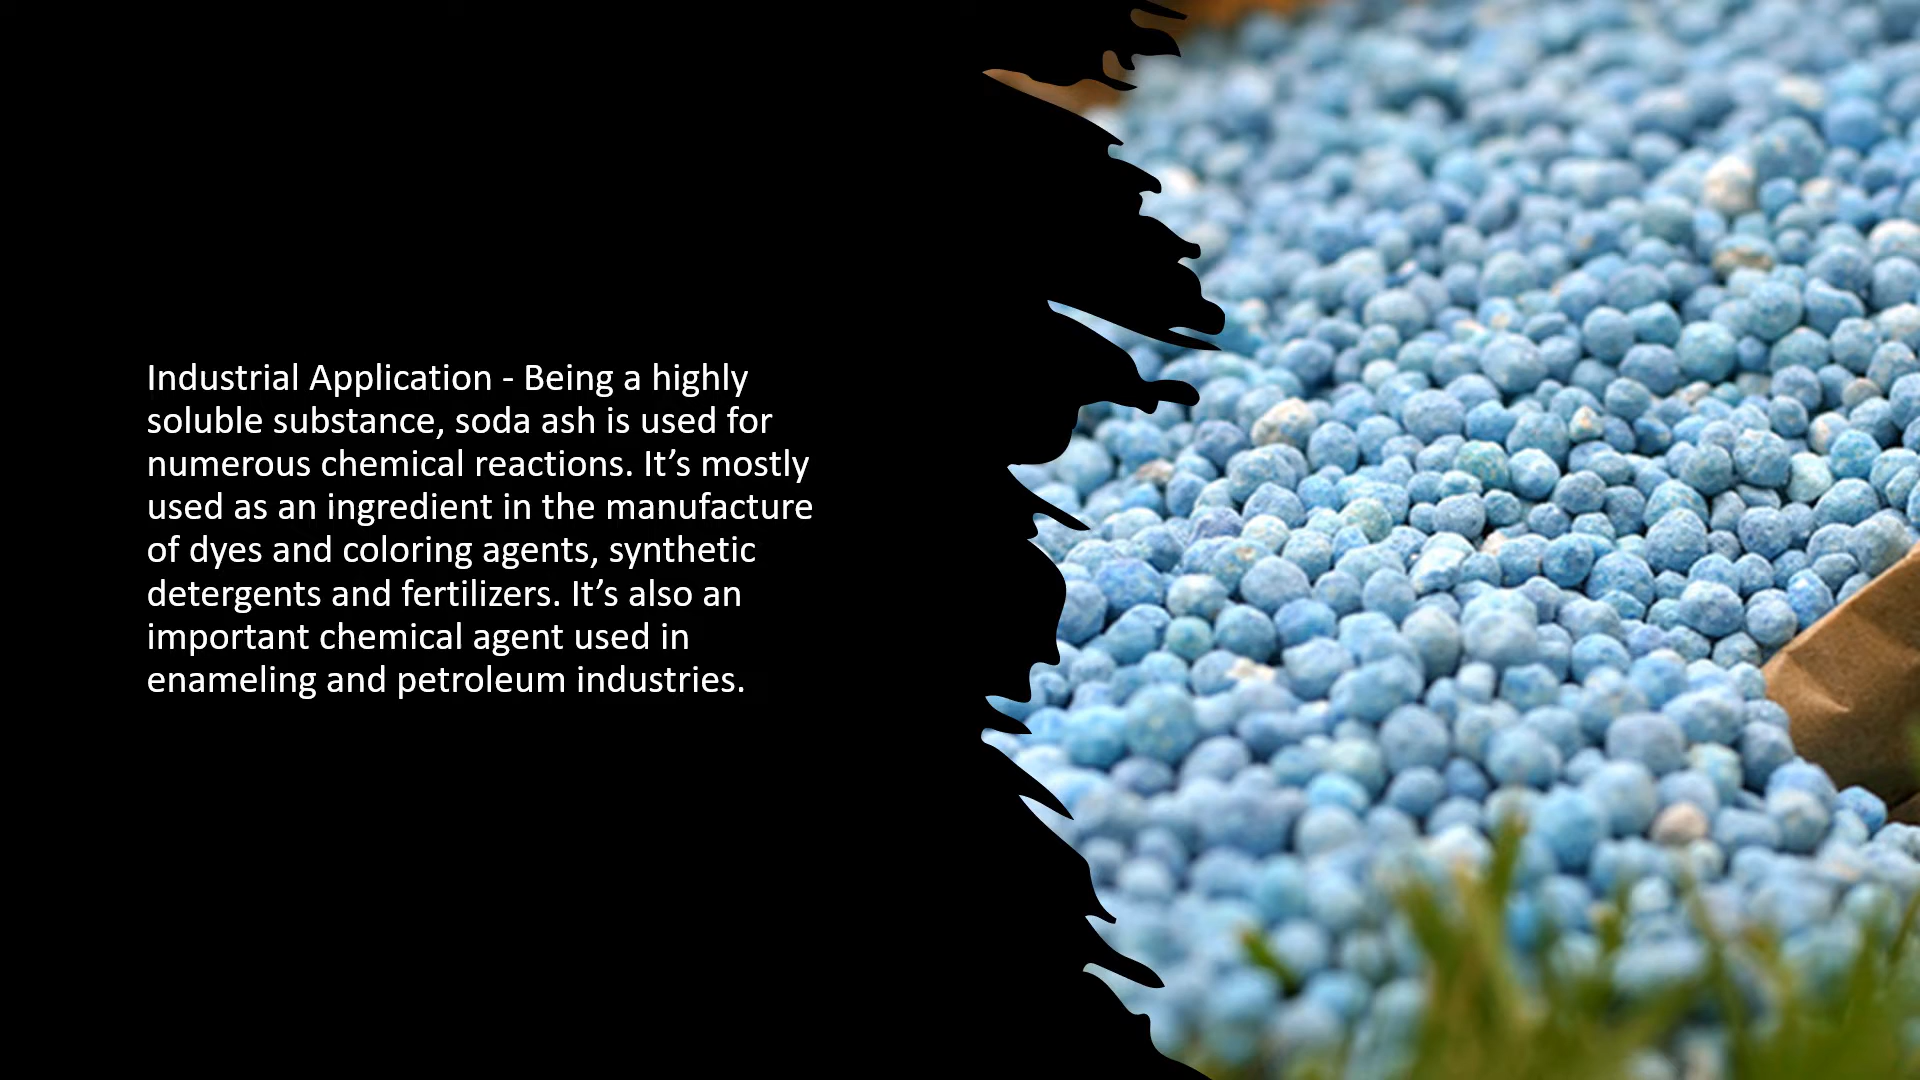 Industrial Application - Being a highly
soluble substance, soda ash is used for
numerous chemical reactions. It’s mostly
used as an ingredient in the manufacture
of dyes and coloring agents, synthetic
detergents and fertilizers. It’s also an
important chemical agent used in
enameling and petroleum industries.